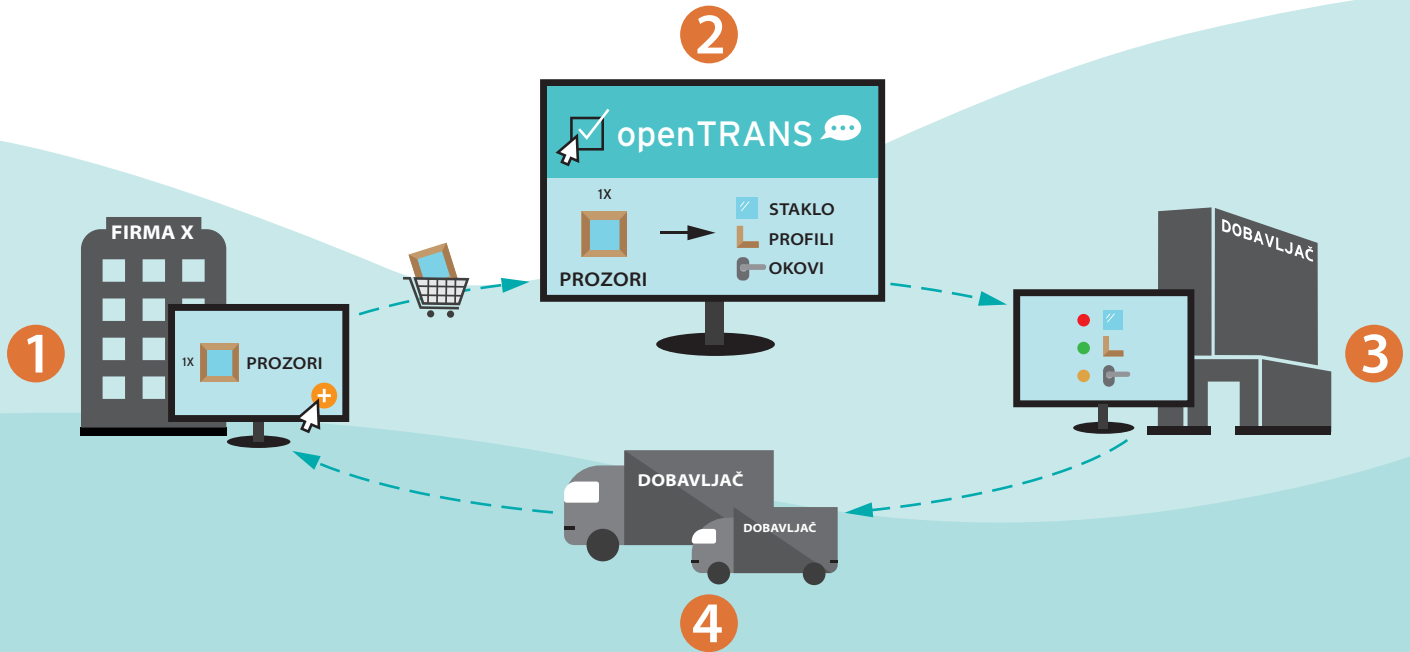 2
openTRANS
1X
PROZORI
STAKLO
PROFILI
OKOVI
FIRMA X
1
1X
PROZORI
DOBAVLJAČ
3
DOBAVLJAČ
DOBAVLJAČ
4